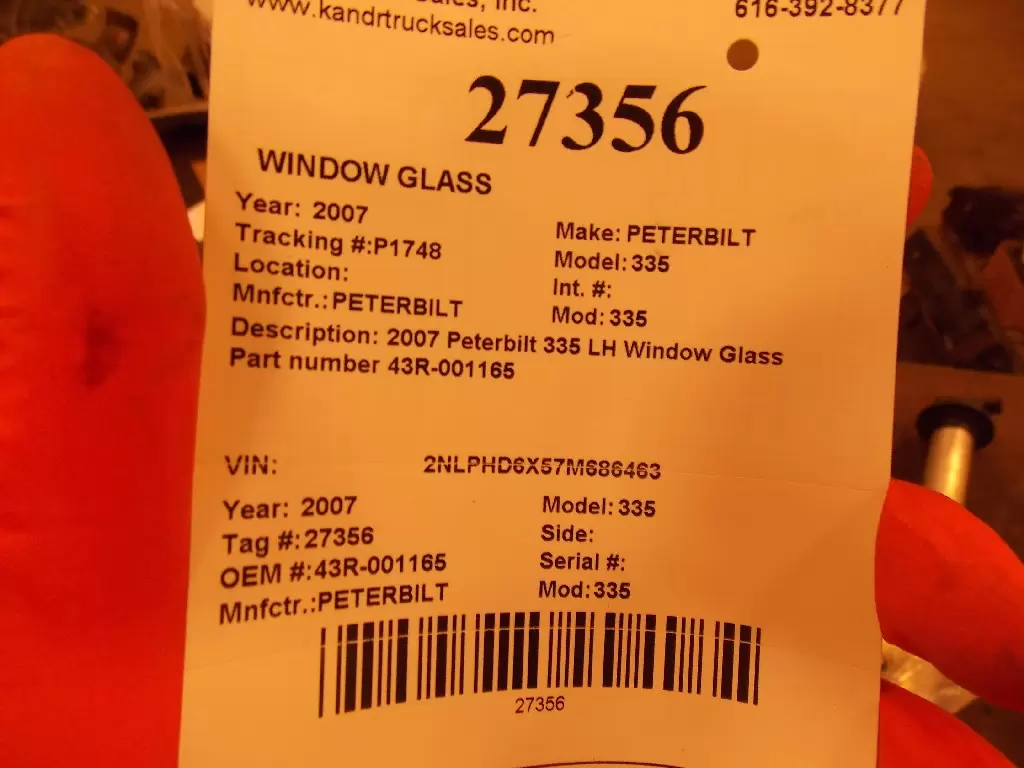 Sales, Inc.
www.kandrtrucksales.com
616-392-8377
27356
WINDOW GLASS
Year: 2007
Tracking #:P1748
Location:
Mnfctr.:PETERBILT
Make: PETERBILT
Model: 335
Int. #:
Mod: 335
Description: 2007 Peterbilt 335 LH Window Glass
Part number 43R-001165
VIN: 2NLPHD6X57M686463
Year: 2007
Tag #:27356
OEM #:43R-001165
Mnfctr.:PETERBILT
Model: 335
Side:
Serial #:
Mod: 335
27356